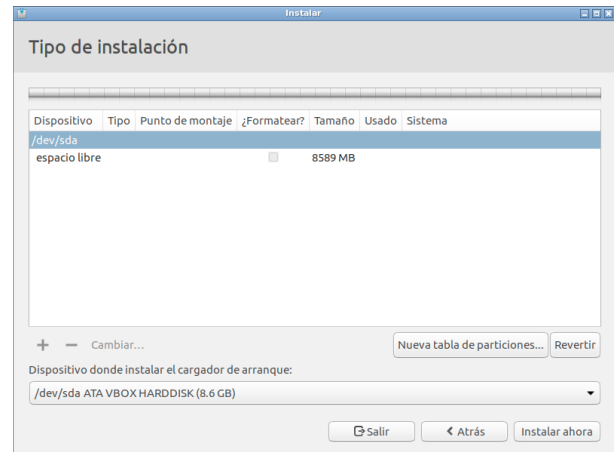 Instalar
Tipo de instalación
Dispositivo Tipo Punto de montaje ¿Formatear? Tamaño Usado Sistema
/dev/sda
espacio libre 8589 MB
+ − Cambiar... Nueva tabla de particiones... Revertir
Dispositivo donde instalar el cargador de arranque:
/dev/sda ATA VBOX HARDDISK (8.6 GB)
Salir Atrás Instalar ahora